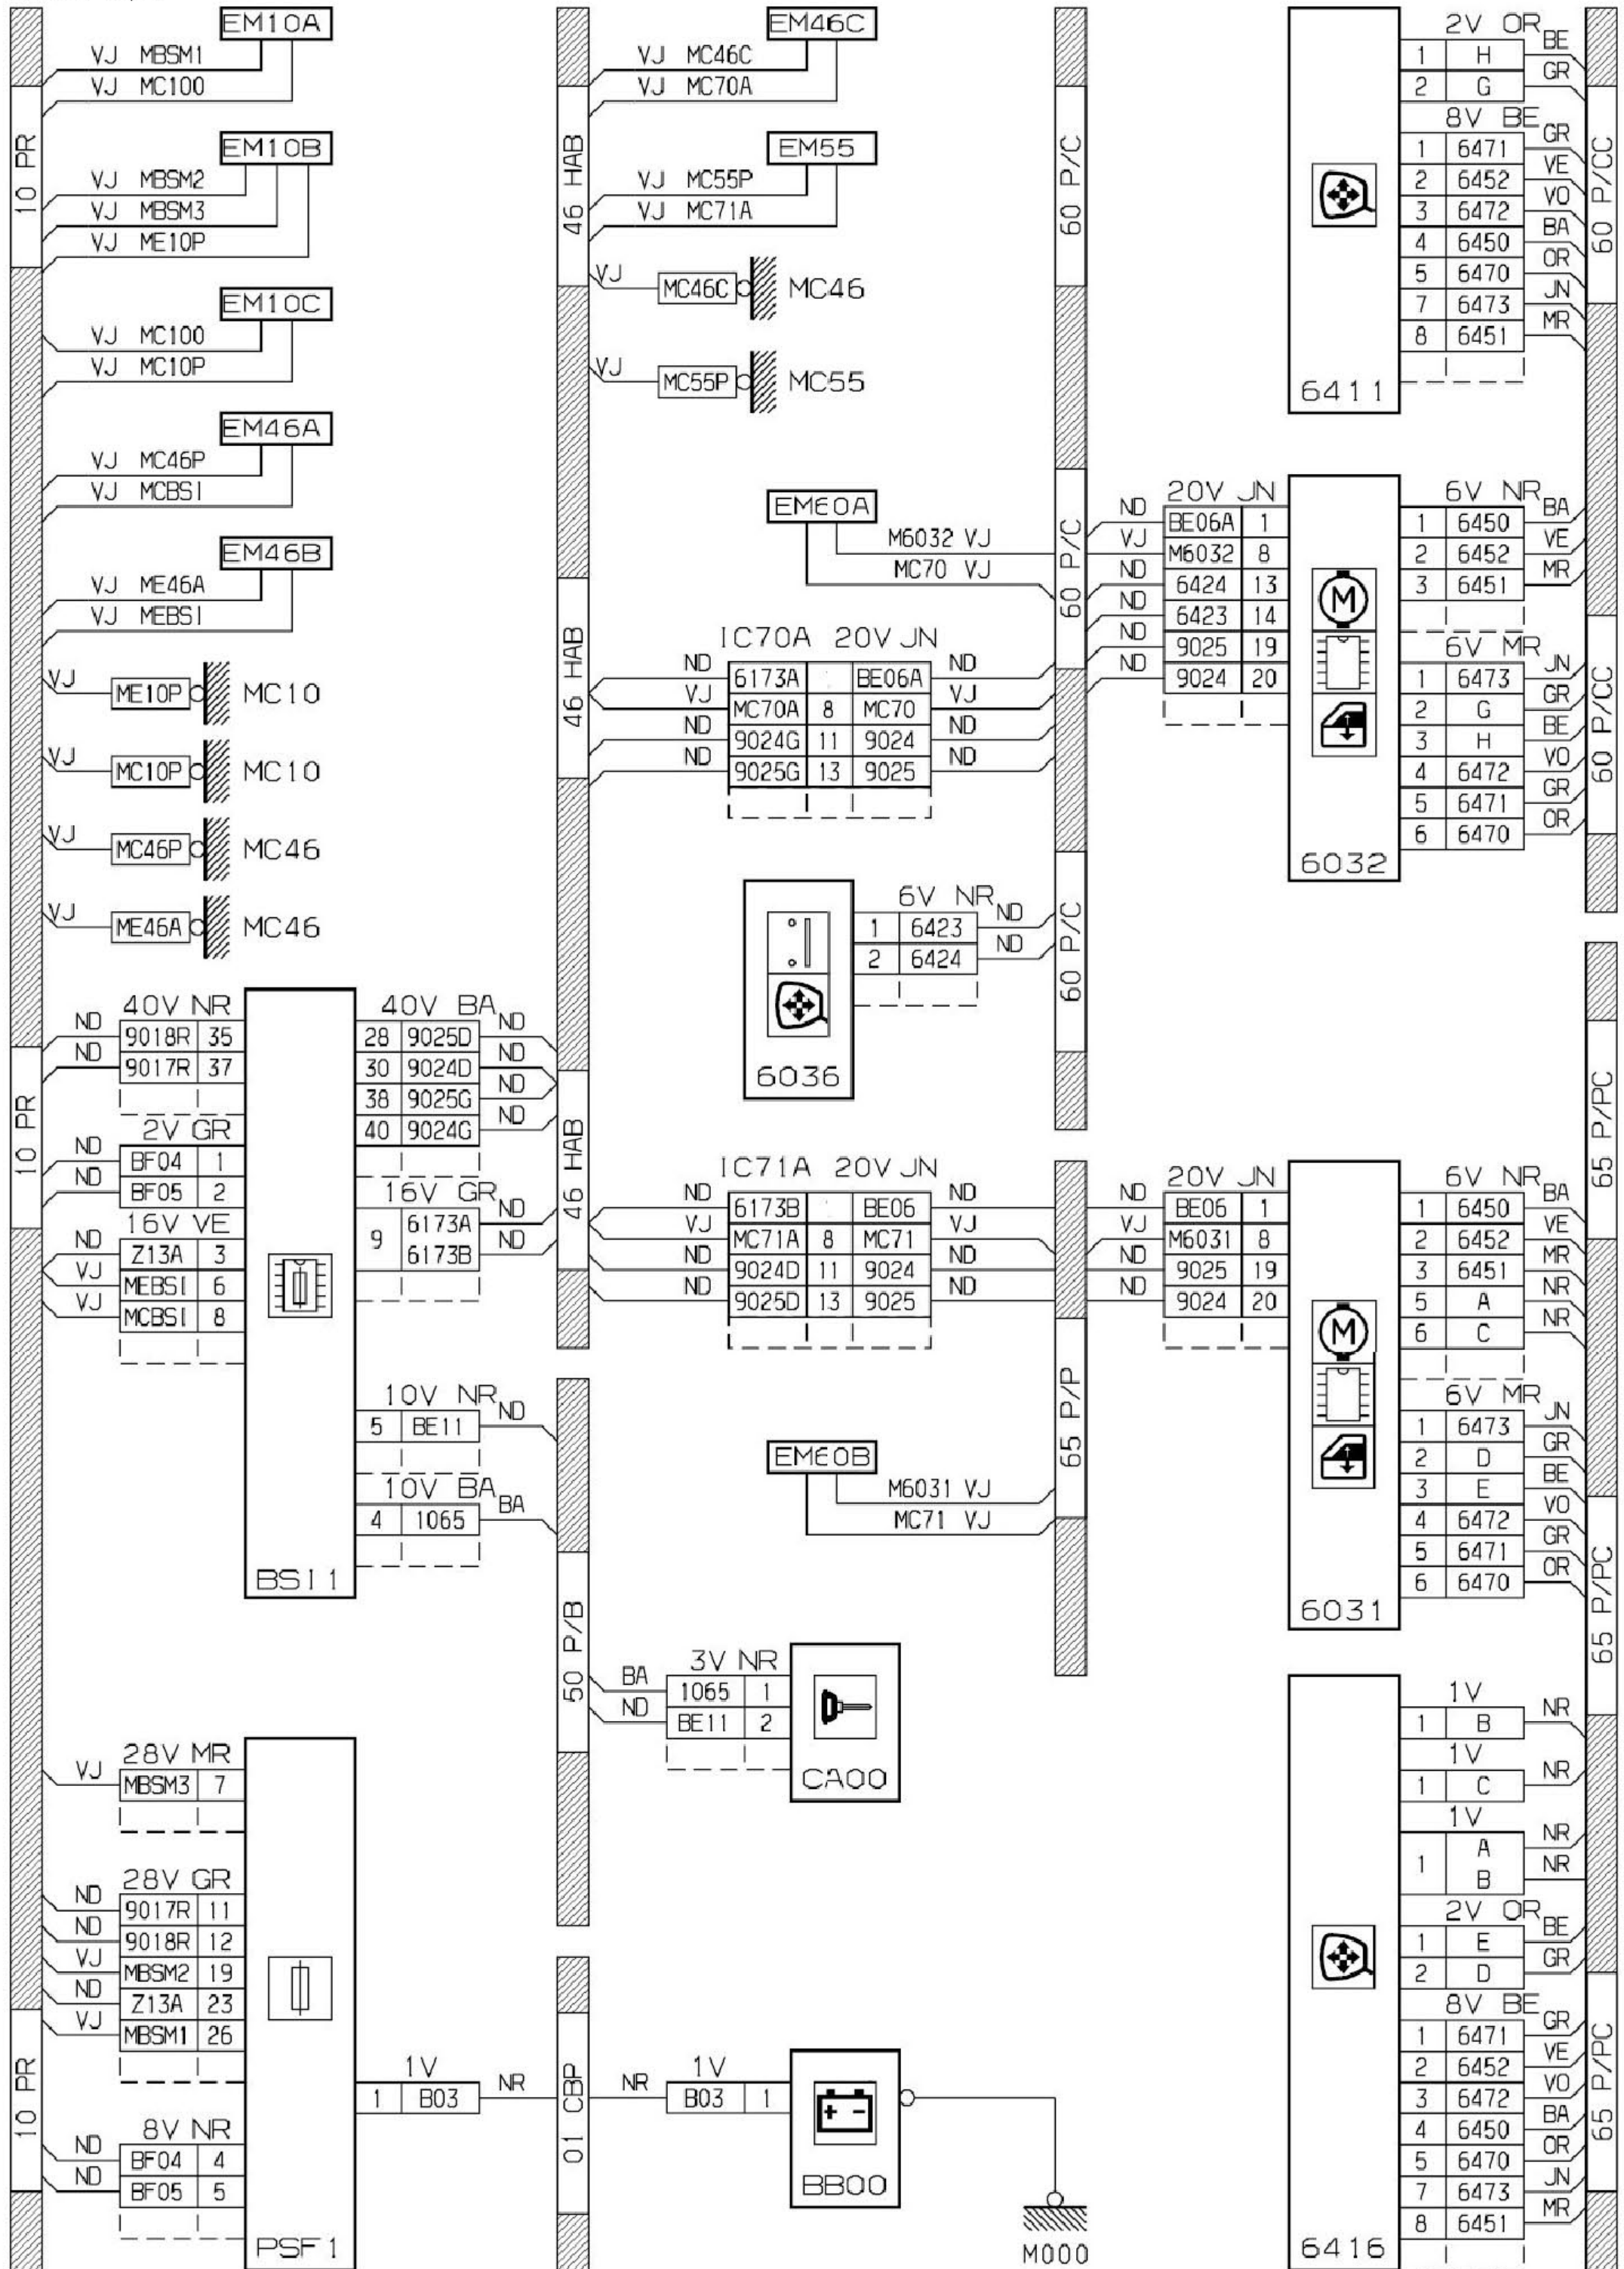 EM10A
VJ MBSM1
VJ MC100
10 PR
EM10B
VJ MBSM2
VJ MBSM3
VJ ME10P
EM10C
VJ MC100
VJ MC10P
EM46A
VJ MC46P
VJ MCBSI
EM46B
VJ ME46A
VJ MEBSI
VJ ME10P MC10
VJ MC10P MC10
VJ MC46P MC46
VJ ME46A MC46
10 PR
40V NR
ND 9018R 35
ND 9017R 37
2V GR
ND BF04 1
ND BF05 2
16V VE
ND Z13A 3
VJ MEBSI 6
VJ MCBSI 8
40V BA
28 9025D ND
30 9024D ND
38 9025G ND
40 9024G ND
16V GR
9 6173A ND
6173B ND
10V NR
5 BE11 ND
10V BA
4 1065 BA
BSI1
28V MR
VJ MBSM3 7
28V GR
ND 9017R 11
ND 9018R 12
VJ MBSM2 19
ND Z13A 23
VJ MBSM1 26
10 PR
8V NR
ND BF04 4
ND BF05 5
1V
1 B03 NR
PSF1
EM46C
VJ MC46C
VJ MC70A
46 HAB
EM55
VJ MC55P
VJ MC71A
VJ MC46C MC46
VJ MC55P MC55
EM60A
M6032 VJ
MC70 VJ
46 HAB
IC70A 20V JN
ND 6173A BE06A ND
VJ MC70A 8 MC70 VJ
ND 9024G 11 9024 ND
ND 9025G 13 9025 ND
6V NR
1 6423 ND
2 6424 ND
6036
46 HAB
IC71A 20V JN
ND 6173B BE06 ND
VJ MC71A 8 MC71 VJ
ND 9024D 11 9024 ND
ND 9025D 13 9025 ND
EM60B
M6031 VJ
MC71 VJ
50 P/B
3V NR
BA 1065 1
ND BE11 2
CA00
01 CBP
1V
NR B03 1
+ -
BB00
M000
60 P/C
60 P/C
60 P/C
65 P/P
2V OR
1 H BE
2 G GR
8V BE
1 6471 GR
2 6452 VE
3 6472 VO
4 6450 BA
5 6470 OR
7 6473 JN
8 6451 MR
6411
60 P/CC
20V JN
ND BE06A 1
VJ M6032 8
ND 6424 13
ND 6423 14
ND 9025 19
ND 9024 20
M
6V NR
1 6450 BA
2 6452 VE
3 6451 MR
6V MR
1 6473 JN
2 G GR
3 H BE
4 6472 VO
5 6471 GR
6 6470 OR
6032
60 P/CC
65 P/PC
20V JN
ND BE06 1
VJ M6031 8
ND 9025 19
ND 9024 20
M
6V NR
1 6450 BA
2 6452 VE
3 6451 MR
5 A NR
6 C NR
6V MR
1 6473 JN
2 D GR
3 E BE
4 6472 VO
5 6471 GR
6 6470 OR
6031
65 P/PC
1V
1 B NR
1V
1 C NR
1V
1 A NR
B NR
2V OR
1 E BE
2 D GR
8V BE
1 6471 GR
2 6452 VE
3 6472 VO
4 6450 BA
5 6470 OR
7 6473 JN
8 6451 MR
6416
65 P/PC